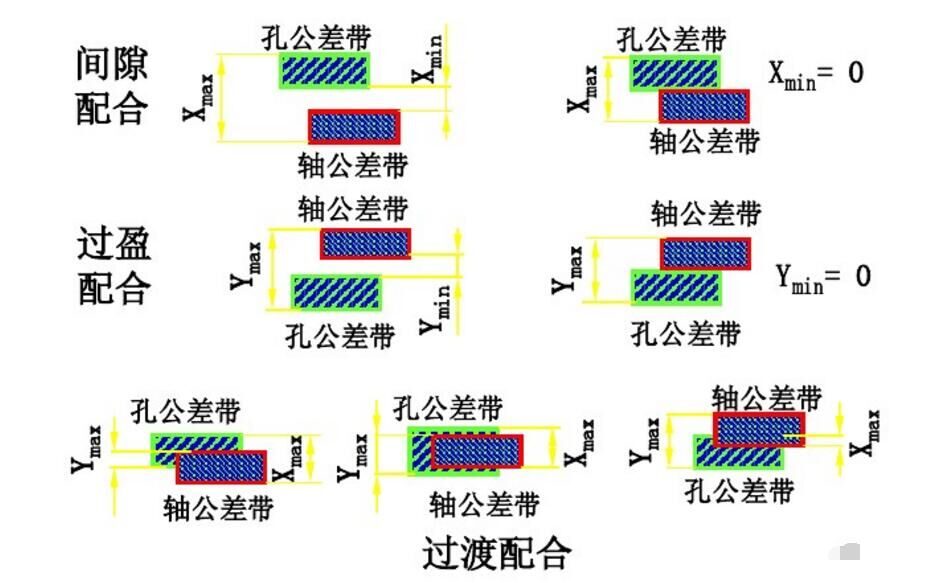 间隙
配合
孔公差带
Xmax
Xmin
轴公差带
孔公差带
Xmax
Xmin= 0
轴公差带
过盈
配合
轴公差带
Ymax
Ymin
孔公差带
轴公差带
Ymax
Ymin= 0
孔公差带
孔公差带
Ymax
Xmax
轴公差带
孔公差带
Ymax
Xmax
轴公差带
轴公差带
Ymax
Xmax
孔公差带
过渡配合